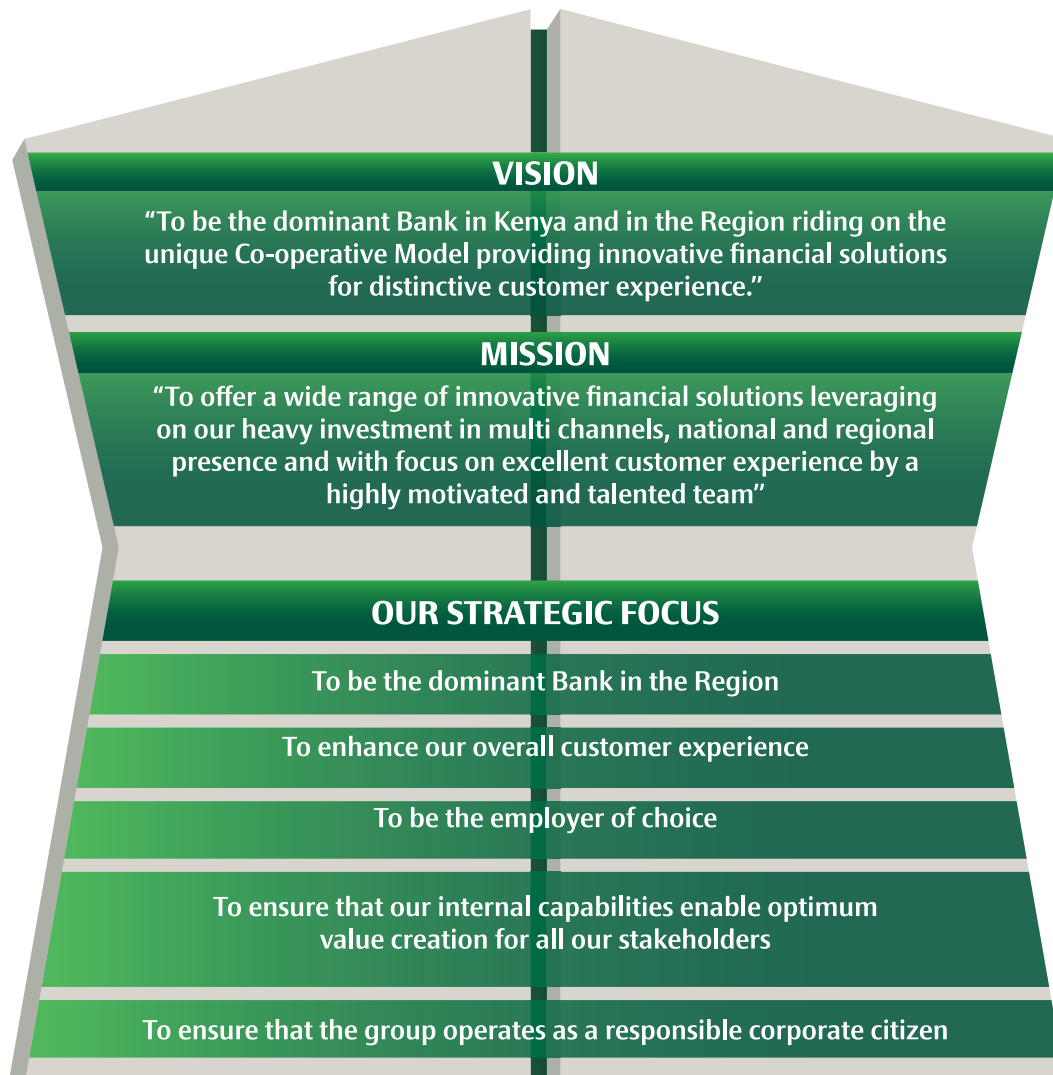 VISION
“To be the dominant Bank in Kenya and in the Region riding on the
unique Co-operative Model providing innovative financial solutions
for distinctive customer experience.”
MISSION
“To offer a wide range of innovative financial solutions leveraging
on our heavy investment in multi channels, national and regional
presence and with focus on excellent customer experience by a
highly motivated and talented team”
OUR STRATEGIC FOCUS
To be the dominant Bank in the Region
To enhance our overall customer experience
To be the employer of choice
To ensure that our internal capabilities enable optimum
value creation for all our stakeholders
To ensure that the group operates as a responsible corporate citizen